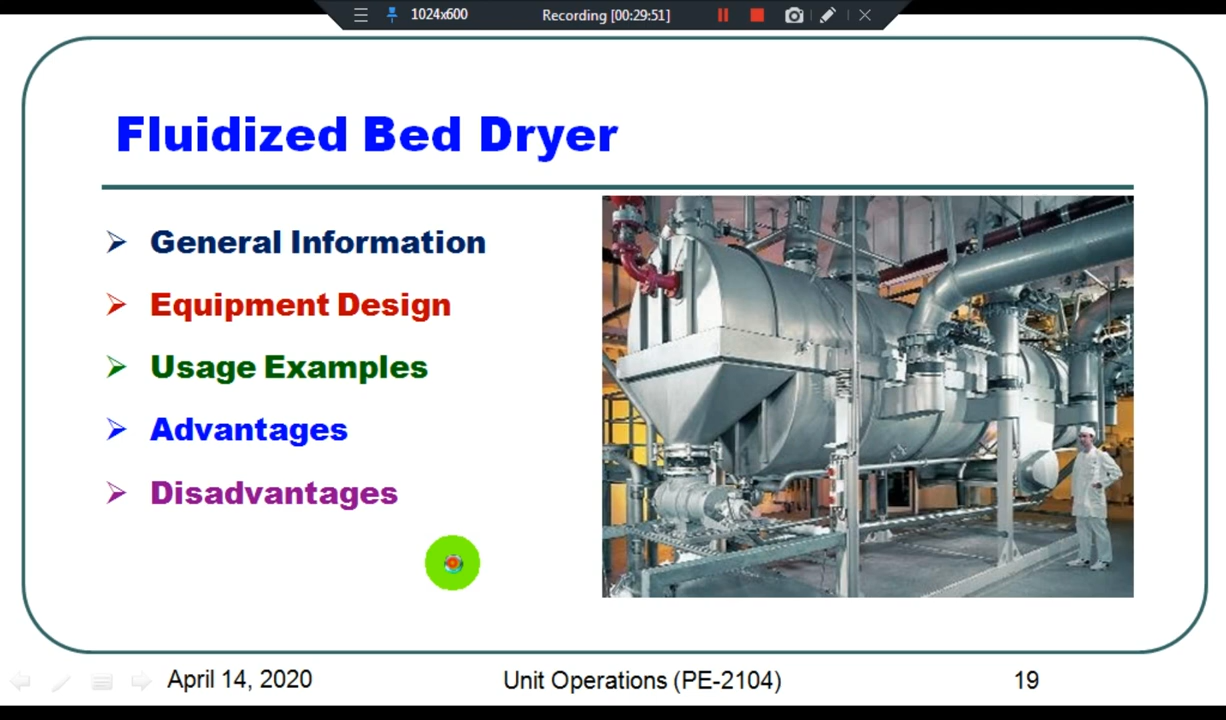 1024x600 Recording [00:29:51]
Fluidized Bed Dryer
General Information
Equipment Design
Usage Examples
Advantages
Disadvantages
April 14, 2020 Unit Operations (PE-2104) 19